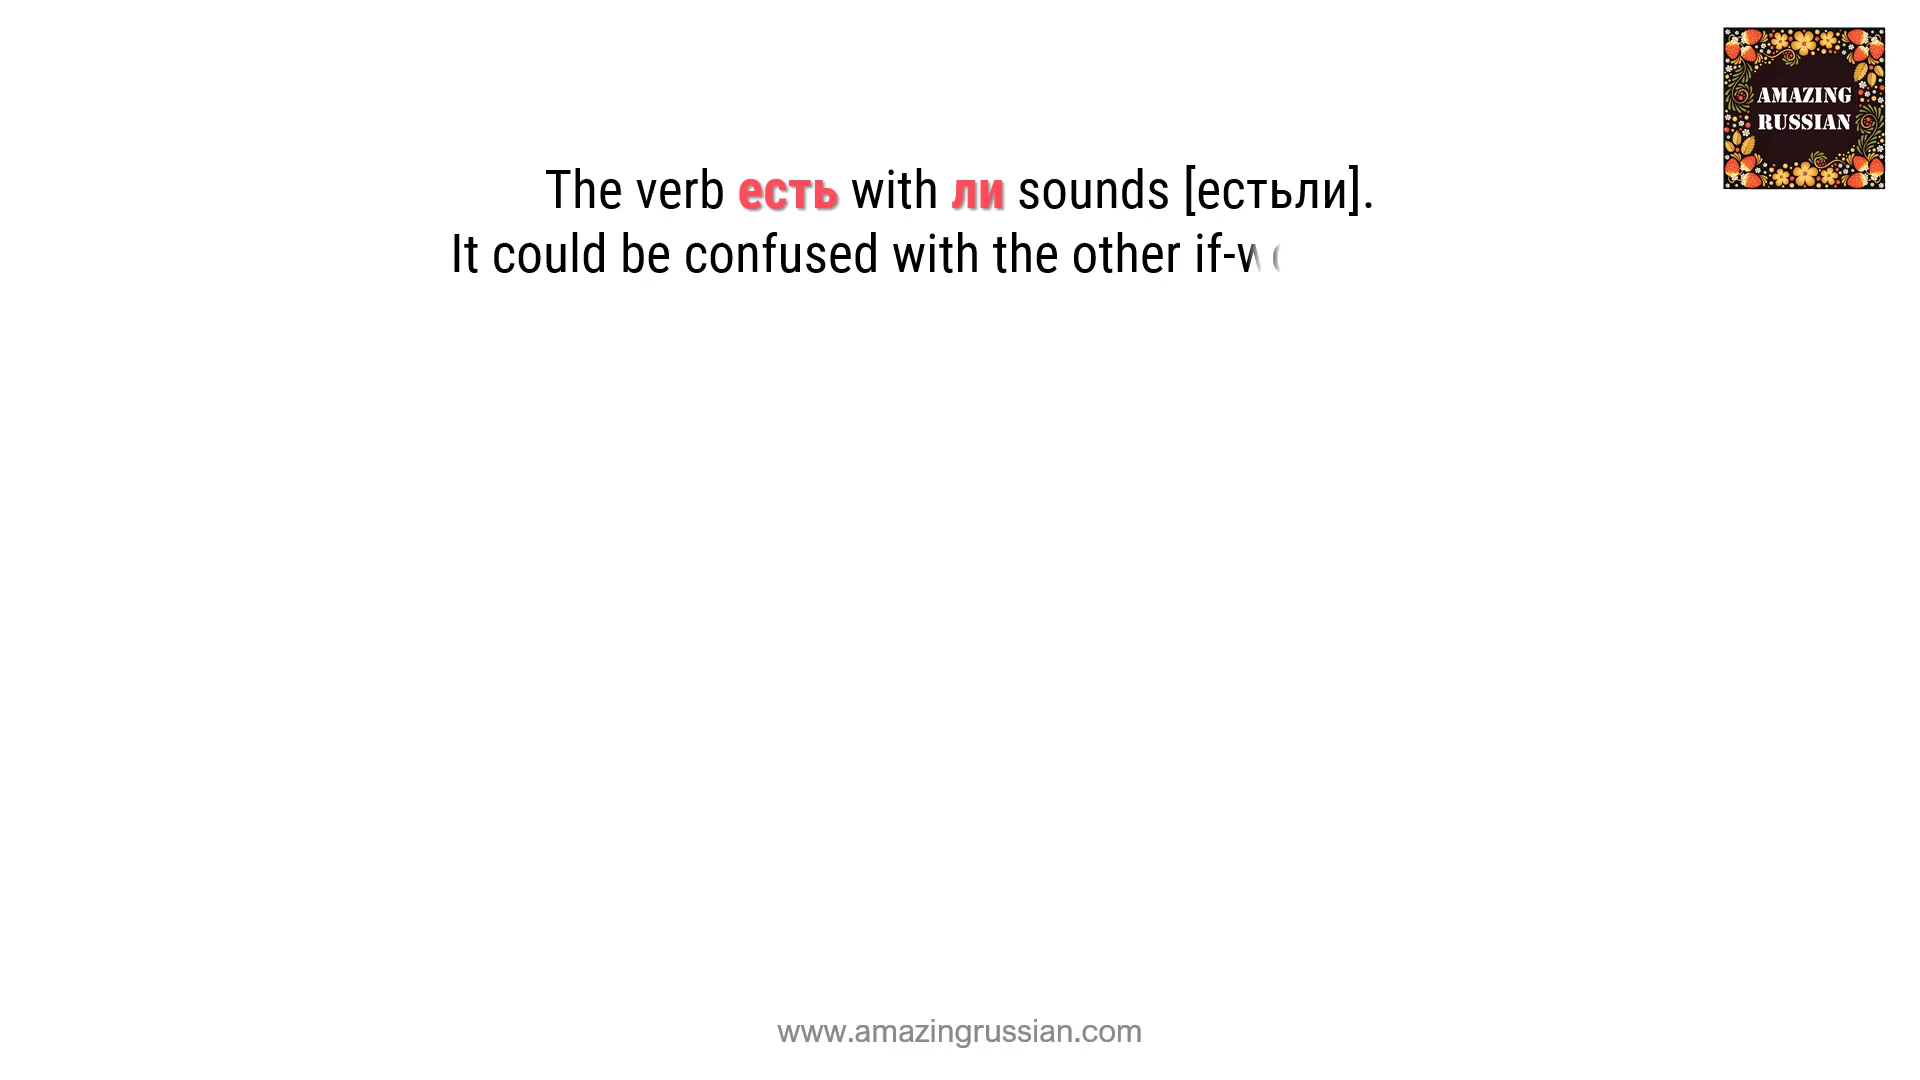 AMAZING
RUSSIAN
The verb есть with ли sounds [естьли].
It could be confused with the other
www.amazingrussian.com